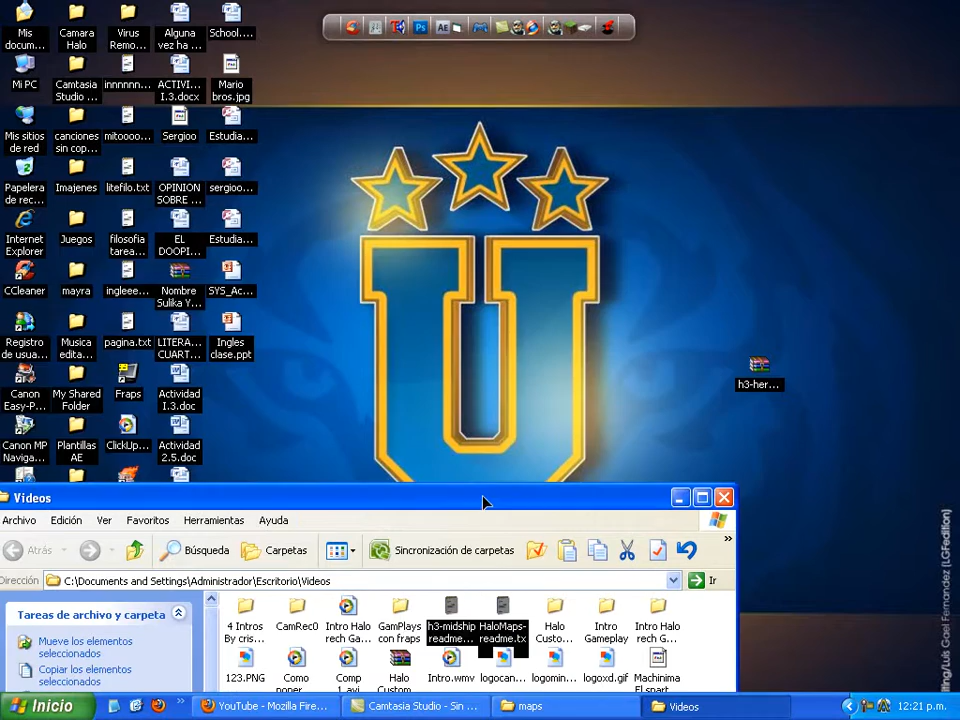 Mis docum...
Camara Halo
Virus Remo...
Alguna vez ha ...
School....
Mi PC
Camtasia Studio ...
innnnnn...
ACTIVI... I.3.docx
Mario bros.jpg
Mis sitios de red
canciones sin cop...
mitoooo...
Sergioo
Estudia...
Papelera de rec...
Imajenes
litefilo.txt
OPINION SOBRE ...
sergioo...
Internet Explorer
Juegos
filosofia tarea...
EL DOOPI...
Estudia...
CCleaner
mayra
ingleee...
Nombre Sulika Y...
SYS_Ac...
Registro de usua...
Musica edita...
pagina.txt
LITERA... CUART...
Ingles clase.ppt
Canon Easy-P...
My Shared Folder
Fraps
Actividad I.3.doc
h3-her...
Canon MP Naviga...
Plantillas AE
ClickUp...
Actividad 2.5.doc
Ps
AE
U
Videos
Archivo Edición Ver Favoritos Herramientas Ayuda
Atrás Búsqueda Carpetas Sincronización de carpetas
Dirección C:\Documents and Settings\Administrador\Escritorio\Videos Ir
Tareas de archivo y carpeta
Mueve los elementos seleccionados
Copiar los elementos seleccionados
4 Intros By cris...
CamRec0
Intro Halo rech Ga...
GamPlays con fraps
h3-midship readme...
HaloMaps-readme.tx
Halo Custo...
Intro Gameplay
Intro Halo rech G...
123.PNG
Como poner
Comp 1.avi
Halo Custom
Intro.wmv
logocan...
logomin...
logoxd.gif
Machinima El spart
Inicio
YouTube - Mozilla Fire...
Camtasia Studio - Sin ...
maps
Videos
12:21 p.m.